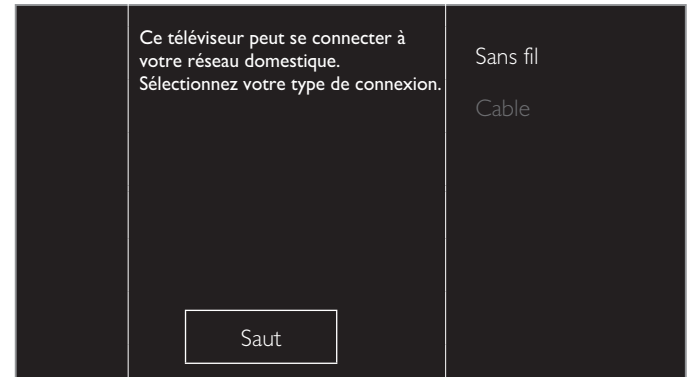 Ce téléviseur peut se connecter à
votre réseau domestique.
Sélectionnez votre type de connexion.
Sans fil
Cable
Saut